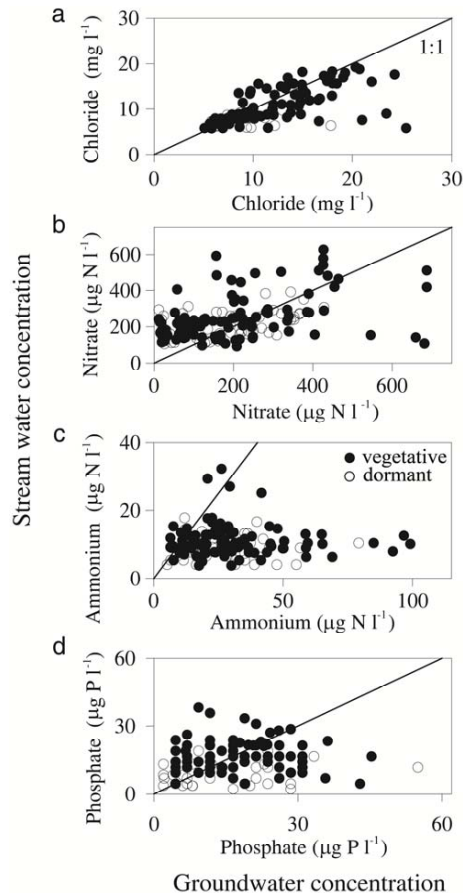 a
30
20
10
0
Chloride (mg l-1)
1:1
0 10 20 30
Chloride (mg l-1)
b
600
400
200
0
Nitrate (μg N l-1)
0 200 400 600
Nitrate (μg N l-1)
c
40
20
0
Ammonium (μg N l-1)
vegetative
dormant
0 50 100
Ammonium (μg N l-1)
d
60
30
0
Phosphate (μg P l-1)
0 30 60
Phosphate (μg P l-1)
Stream water concentration
Groundwater concentration